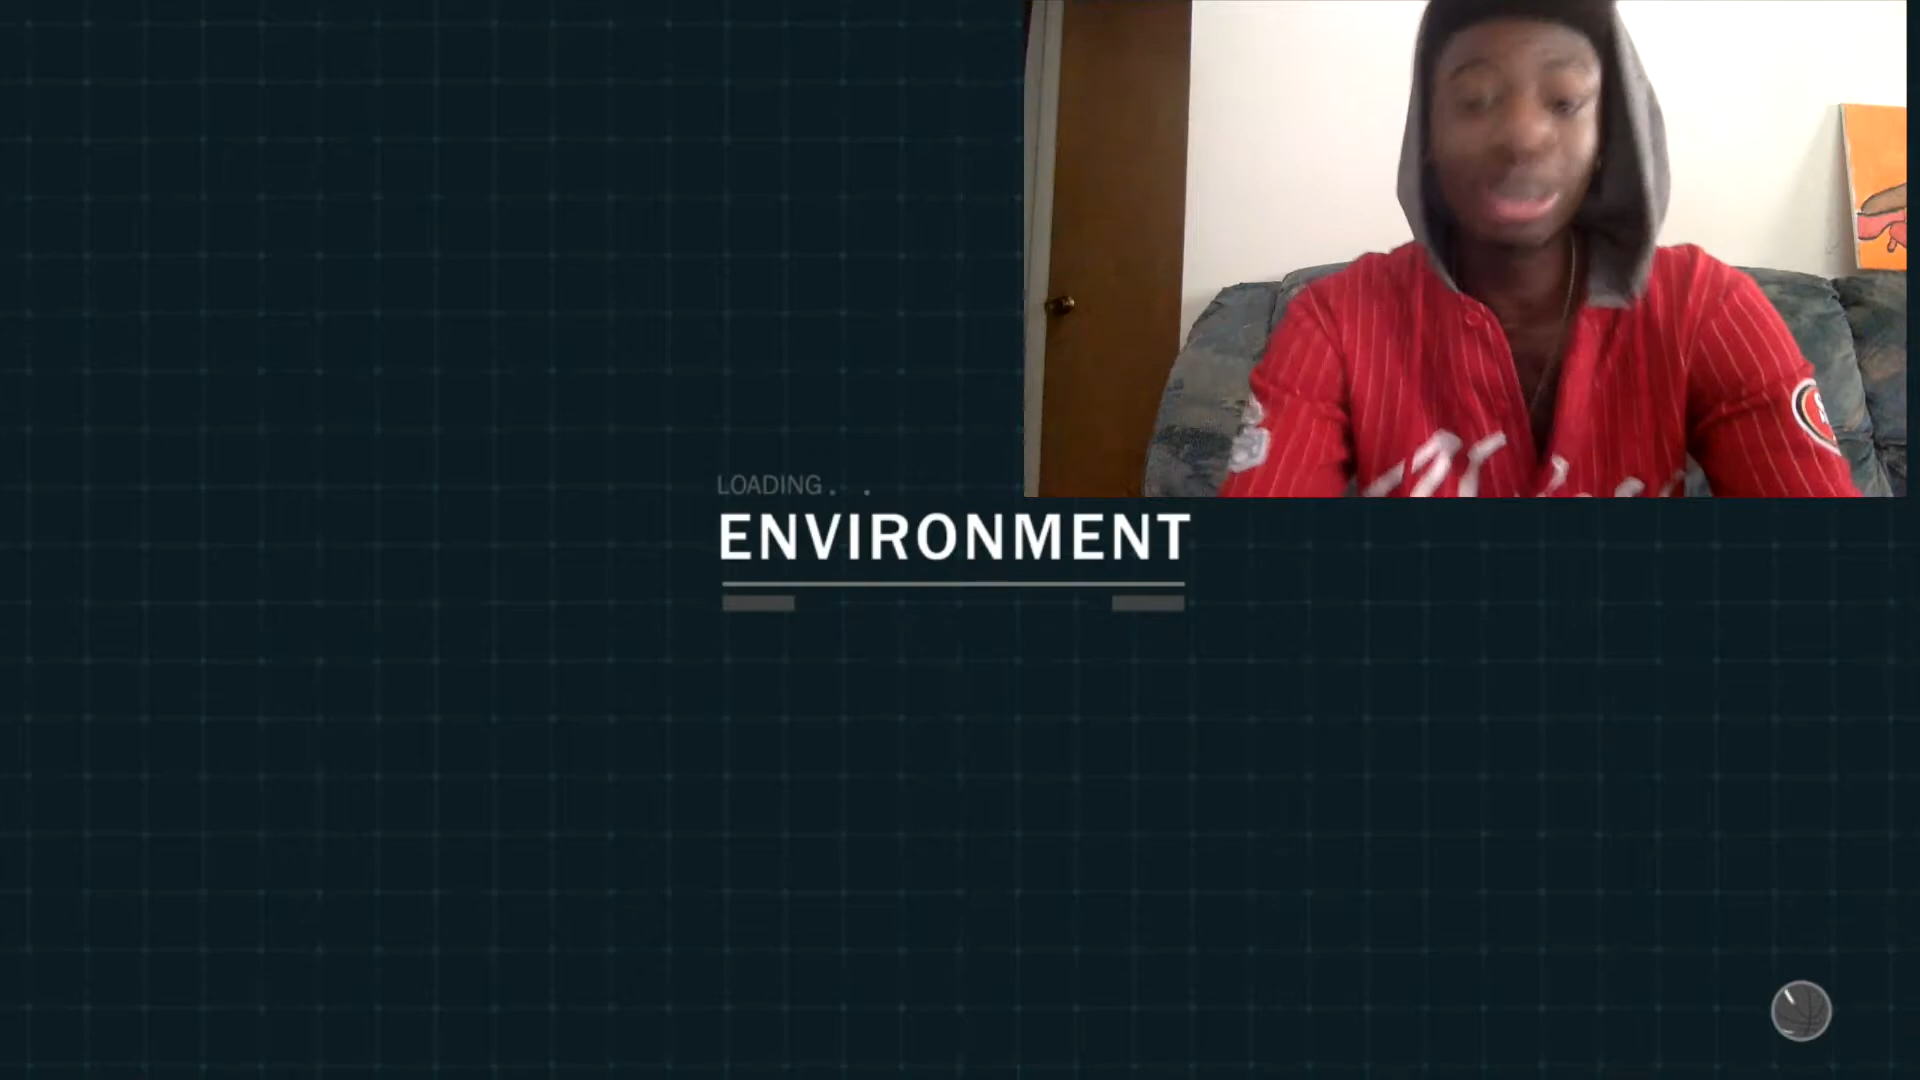 LOADING . .
ENVIRONMENT